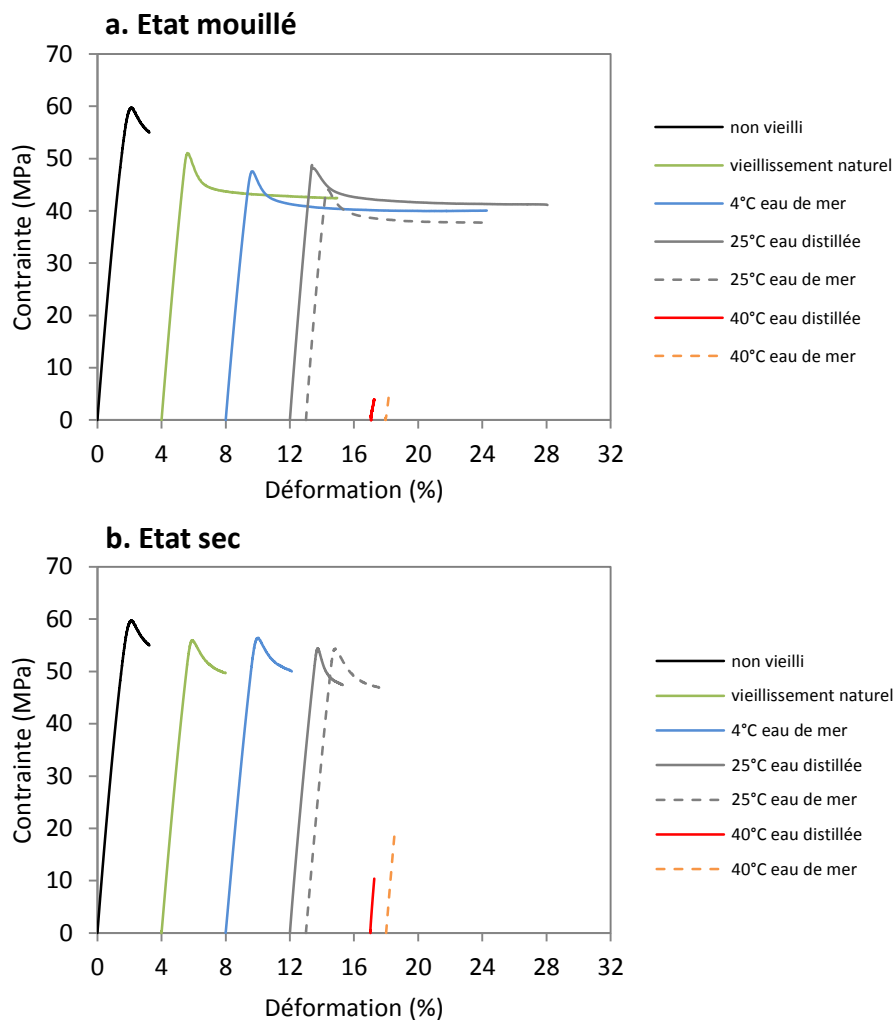 a. Etat mouillé
70
60
50
40
30
20
10
0
Contrainte (MPa)
0 4 8 12 16 20 24 28 32
Déformation (%)
non vieilli
vieillissement naturel
4°C eau de mer
25°C eau distillée
25°C eau de mer
40°C eau distillée
40°C eau de mer
b. Etat sec
70
60
50
40
30
20
10
0
Contrainte (MPa)
0 4 8 12 16 20 24 28 32
Déformation (%)
non vieilli
vieillissement naturel
4°C eau de mer
25°C eau distillée
25°C eau de mer
40°C eau distillée
40°C eau de mer